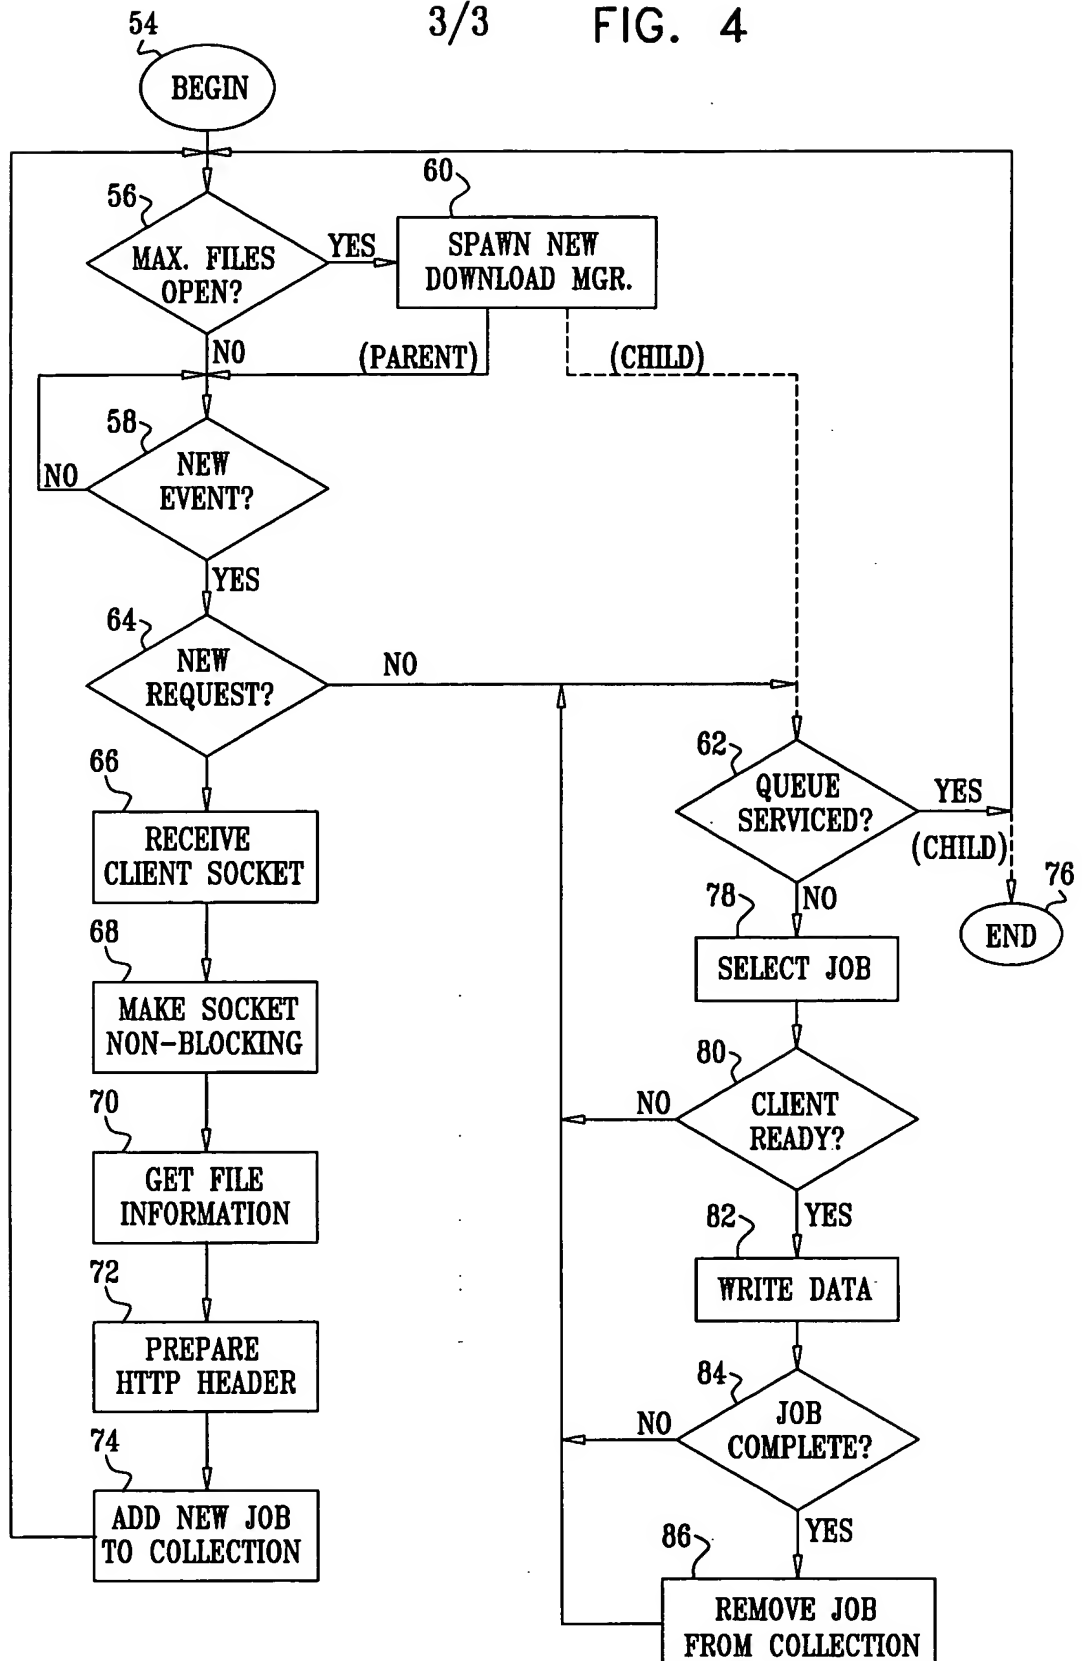 3/3
FIG. 4
54
BEGIN
56
MAX. FILES
OPEN?
YES
60
SPAWN NEW
DOWNLOAD MGR.
NO
(PARENT)
(CHILD)
58
NEW
EVENT?
NO
YES
64
NEW
REQUEST?
NO
66
RECEIVE
CLIENT SOCKET
68
MAKE SOCKET
NON-BLOCKING
70
GET FILE
INFORMATION
72
PREPARE
HTTP HEADER
74
ADD NEW JOB
TO COLLECTION
62
QUEUE
SERVICED?
YES
(CHILD)
76
END
NO
78
SELECT JOB
80
CLIENT
READY?
NO
YES
82
WRITE DATA
84
JOB
COMPLETE?
NO
YES
86
REMOVE JOB
FROM COLLECTION